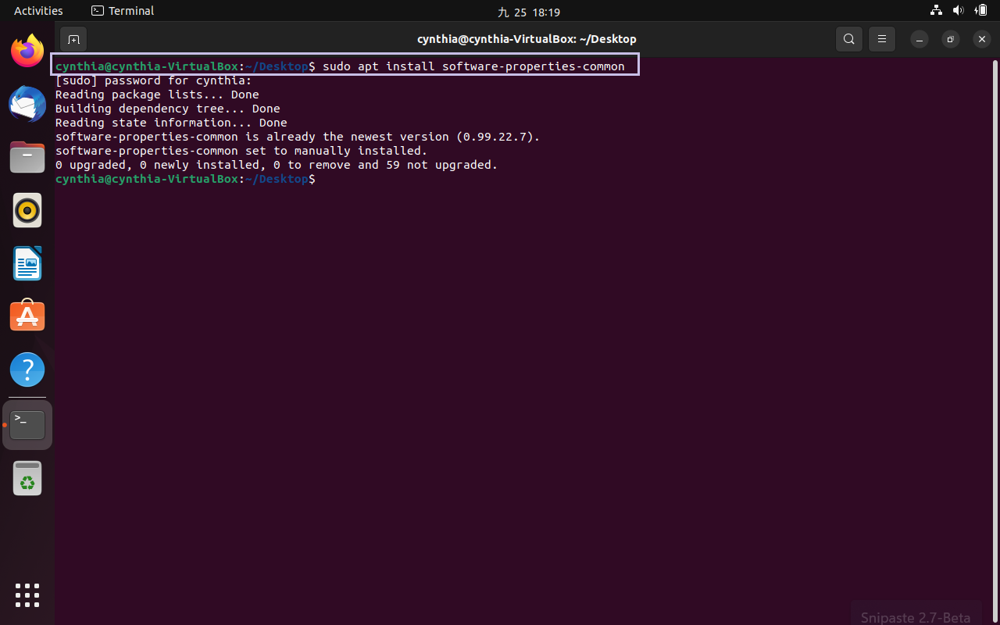 Activities
Terminal
九 25 18:19
cynthia@cynthia-VirtualBox: ~/Desktop
cynthia@cynthia-VirtualBox:~/Desktop$ sudo apt install software-properties-common
[sudo] password for cynthia:
Reading package lists... Done
Building dependency tree... Done
Reading state information... Done
software-properties-common is already the newest version (0.99.22.7).
software-properties-common set to manually installed.
0 upgraded, 0 newly installed, 0 to remove and 59 not upgraded.
cynthia@cynthia-VirtualBox:~/Desktop$
Snipaste 2.7-Beta